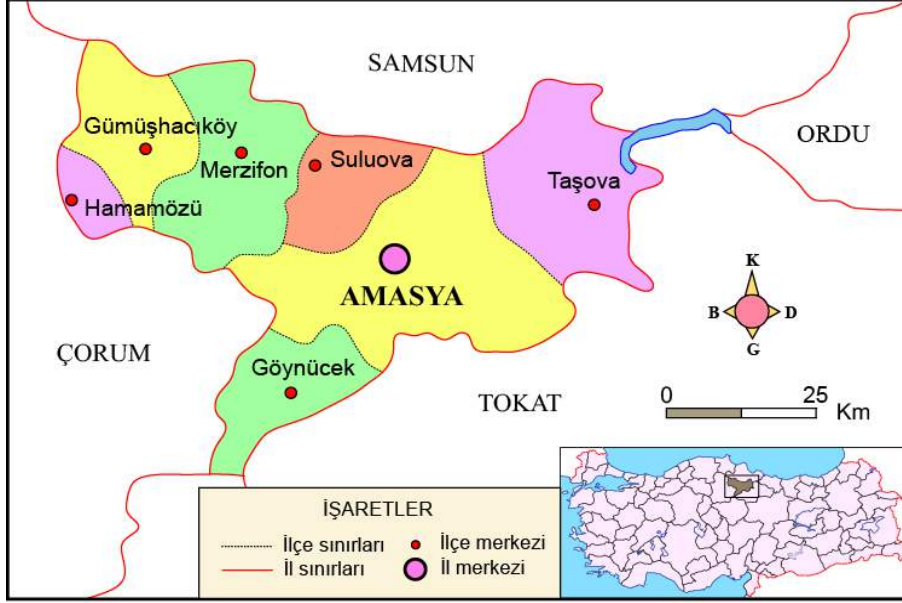 SAMSUN
ORDU
Gümüşhacıköy
Merzifon
Suluova
Taşova
Hamamözü
AMASYA
K
B
D
G
ÇORUM
Göynücek
TOKAT
0
25
Km
İŞARETLER
İlçe sınırları
İlçe merkezi
İl sınırları
İl merkezi